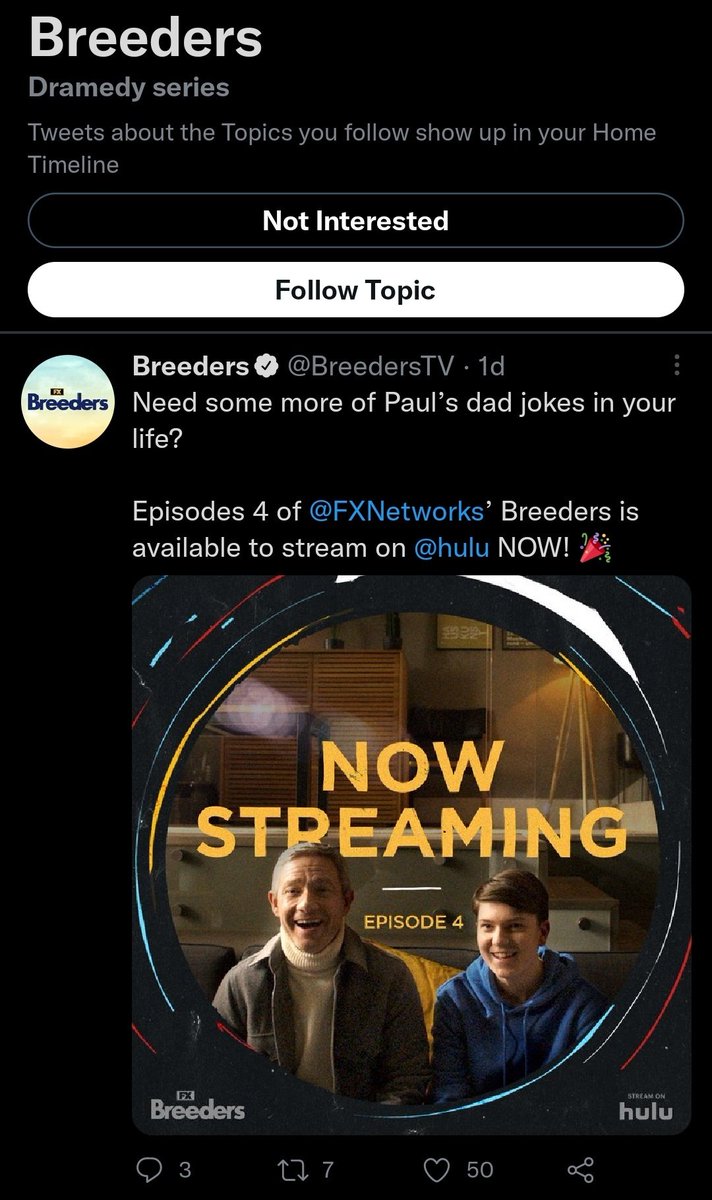 Breeders
Dramedy series
Tweets about the Topics you follow show up in your Home
Timeline
Not Interested
Follow Topic
FX
Breeders
Breeders @BreedersTV · 1d
Need some more of Paul’s dad jokes in your
life?
Episodes 4 of @FXNetworks’ Breeders is
available to stream on @hulu NOW! 🎉
NOW
STREAMING
EPISODE 4
FX
Breeders
STREAM ON
hulu
3
7
50